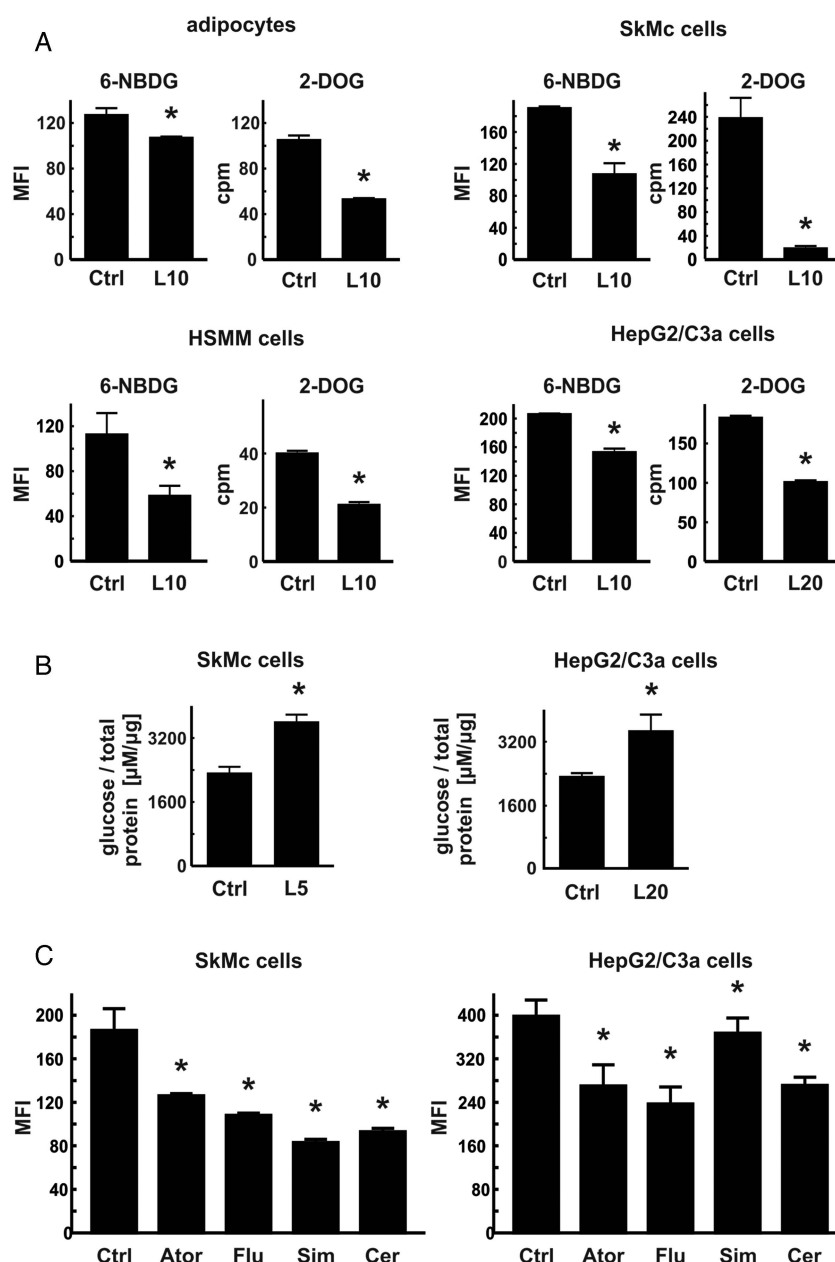 A
adipocytes
SkMc cells
6-NBDG
2-DOG
6-NBDG
2-DOG
MFI
120
80
40
0
*
Ctrl L10
cpm
120
80
40
0
*
Ctrl L10
MFI
160
120
80
40
0
*
Ctrl L10
cpm
240
200
160
120
80
40
0
*
Ctrl L10
HSMM cells
HepG2/C3a cells
6-NBDG
2-DOG
6-NBDG
2-DOG
MFI
120
80
40
0
*
Ctrl L10
cpm
40
20
0
*
Ctrl L10
MFI
200
160
120
80
40
0
*
Ctrl L10
cpm
150
100
50
0
*
Ctrl L20
B
SkMc cells
HepG2/C3a cells
glucose / total
protein [µM/µg]
3200
1600
0
*
Ctrl L5
glucose / total
protein [µM/µg]
3200
1600
0
*
Ctrl L20
C
SkMc cells
HepG2/C3a cells
MFI
200
160
120
80
40
0
* * * *
Ctrl Ator Flu Sim Cer
MFI
400
320
240
160
80
0
* * * *
Ctrl Ator Flu Sim Cer